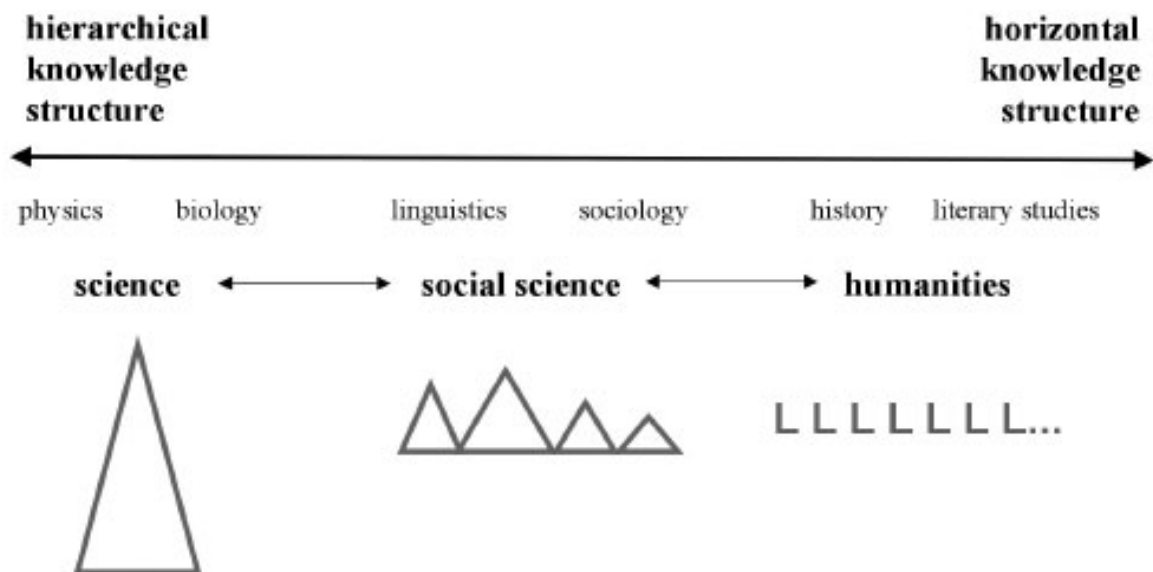 hierarchical
knowledge
structure
horizontal
knowledge
structure
physics biology linguistics sociology history literary studies
science social science humanities
L L L L L L L...